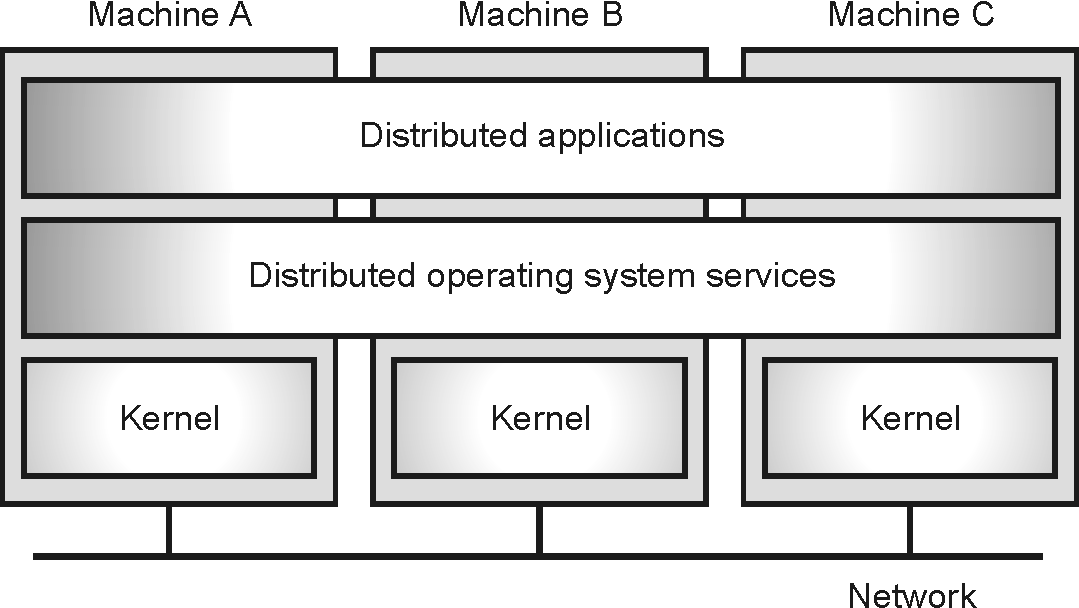 Machine A
Machine B
Machine C
Distributed applications
Distributed operating system services
Kernel
Kernel
Kernel
Network